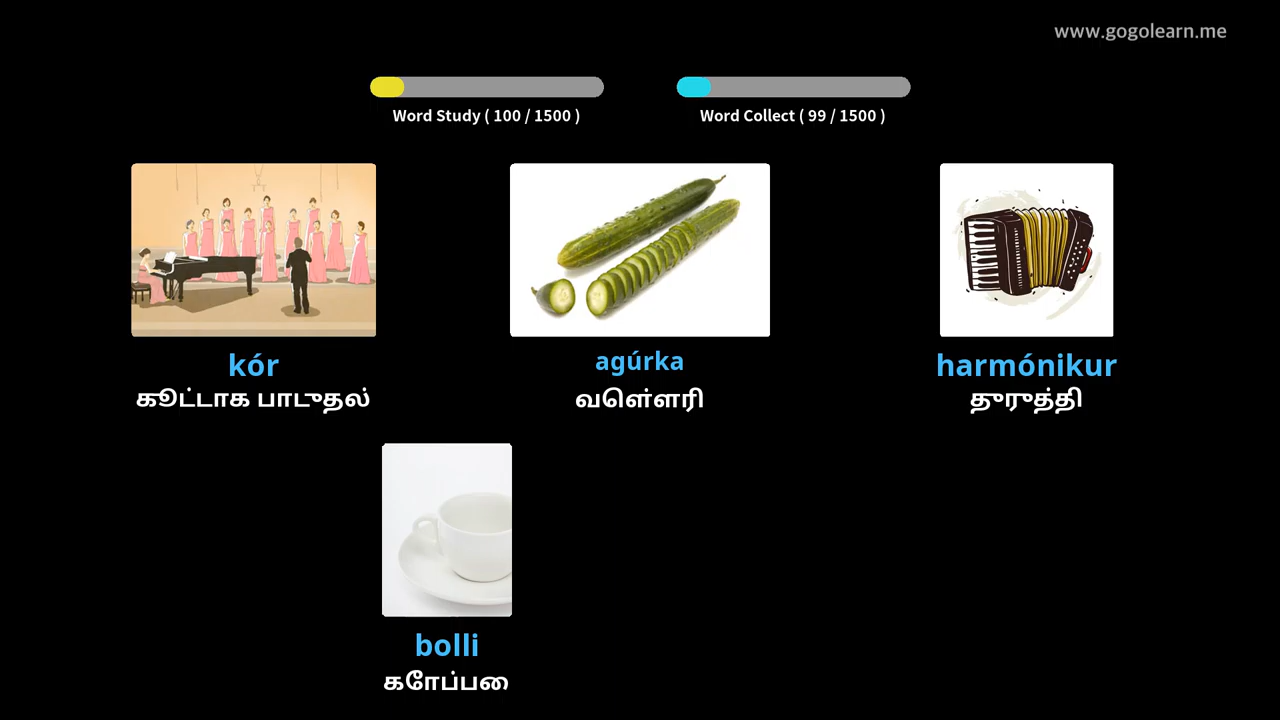 www.gogolearn.me
Word Study ( 100 / 1500 )
Word Collect ( 99 / 1500 )
kór
agúrka
harmónikur
கூட்டாக பாடுதல்
வெள்ளரி
துருத்தி
bolli
கோப்பை